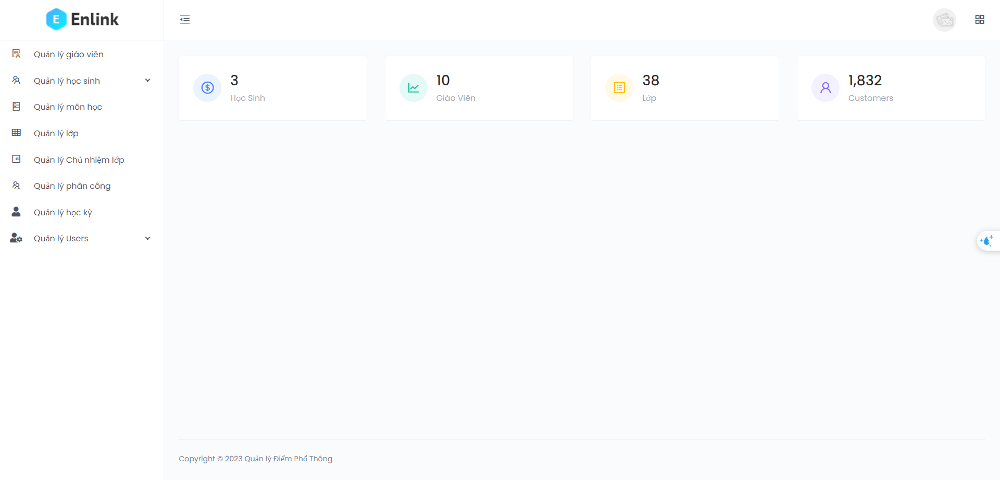 E Enlink
Quản lý giáo viên
Quản lý học sinh
Quản lý môn học
Quản lý lớp
Quản lý Chủ nhiệm lớp
Quản lý phân công
Quản lý học kỳ
Quản lý Users
3
Học Sinh
10
Giáo Viên
38
Lớp
1,832
Customers
Copyright © 2023 Quản lý Điểm Phổ Thông